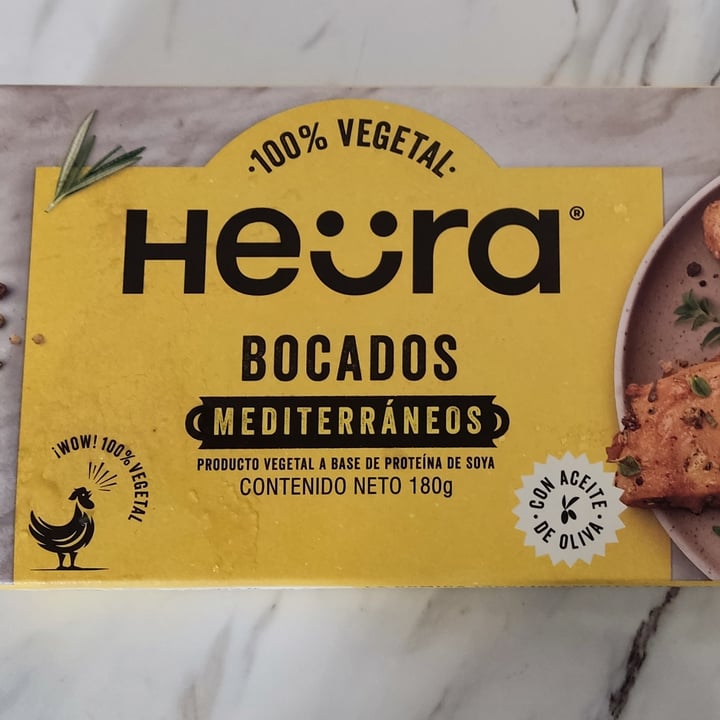 ·100% VEGETAL·
Heüra®
BOCADOS
MEDITERRÁNEOS
PRODUCTO VEGETAL A BASE DE PROTEÍNA DE SOYA
CONTENIDO NETO 180g
¡WOW! 100% VEGETAL
·CON ACEITE·
DE OLIVA